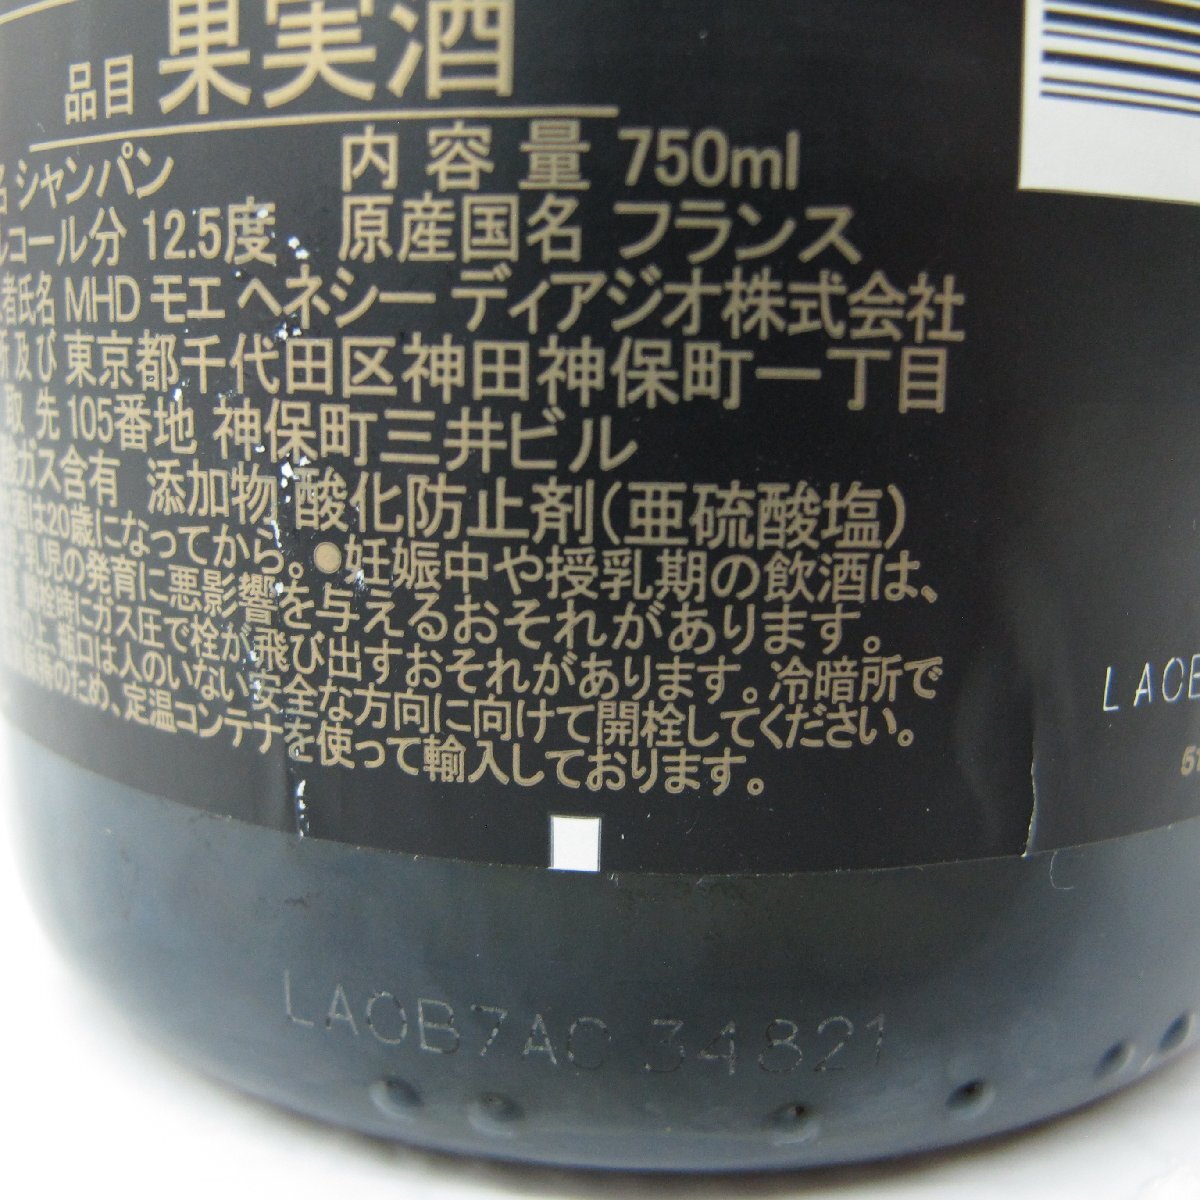 品目 果実酒
シャンパン 内容量 750ml
ルコール分 12.5度 原産国名 フランス
者氏名 MHD モエ ヘネシー ディアジオ株式会社
所及び 東京都千代田区神田神保町一丁目
取先 105番地 神保町三井ビル
ガス含有 添加物 酸化防止剤(亜硫酸塩)
酒は20歳になってから。●妊娠中や授乳期の飲酒は、
・乳児の発育に悪影響を与えるおそれがあります。
時にガス圧で栓が飛び出すおそれがあります。冷暗所で
の上、瓶口は人のいない安全な方向に向けて開栓してください。
保持のため、定温コンテナを使って輸入しております。
LAOB
LAOB7AO 34821